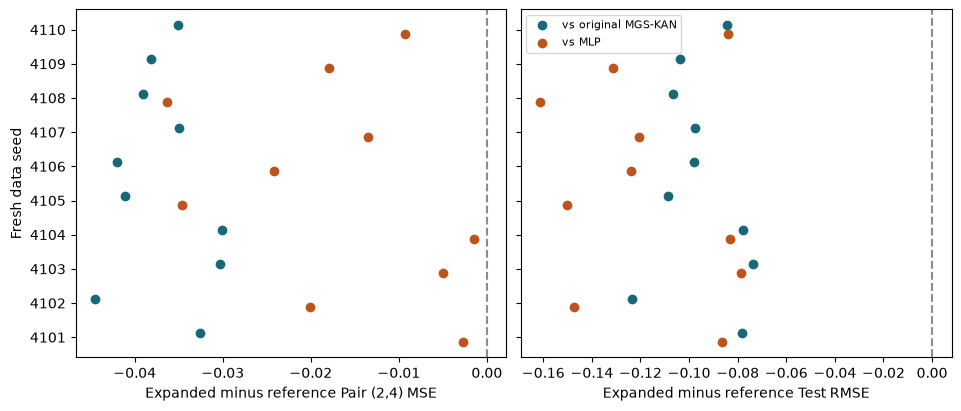 Fresh data seed
4110
4109
4108
4107
4106
4105
4104
4103
4102
4101
−0.04 −0.03 −0.02 −0.01 0.00
Expanded minus reference Pair (2,4) MSE
vs original MGS-KAN
vs MLP
−0.16 −0.14 −0.12 −0.10 −0.08 −0.06 −0.04 −0.02 0.00
Expanded minus reference Test RMSE